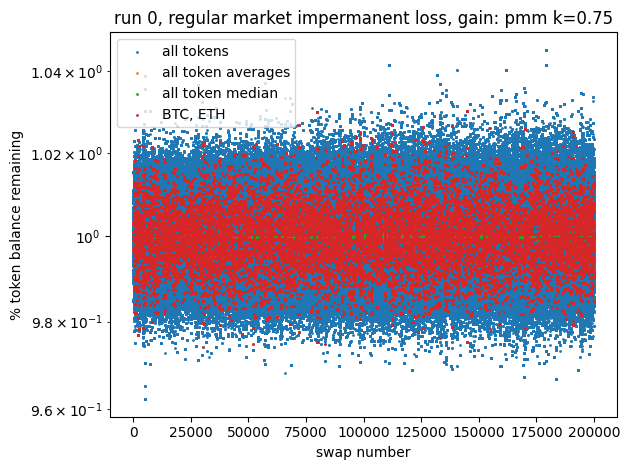 run 0, regular market impermanent loss, gain: pmm k=0.75
all tokens
all token averages
all token median
BTC, ETH
% token balance remaining
1.04 × 10⁰
1.02 × 10⁰
10⁰
9.8 × 10⁻¹
9.6 × 10⁻¹
0 25000 50000 75000 100000 125000 150000 175000 200000
swap number